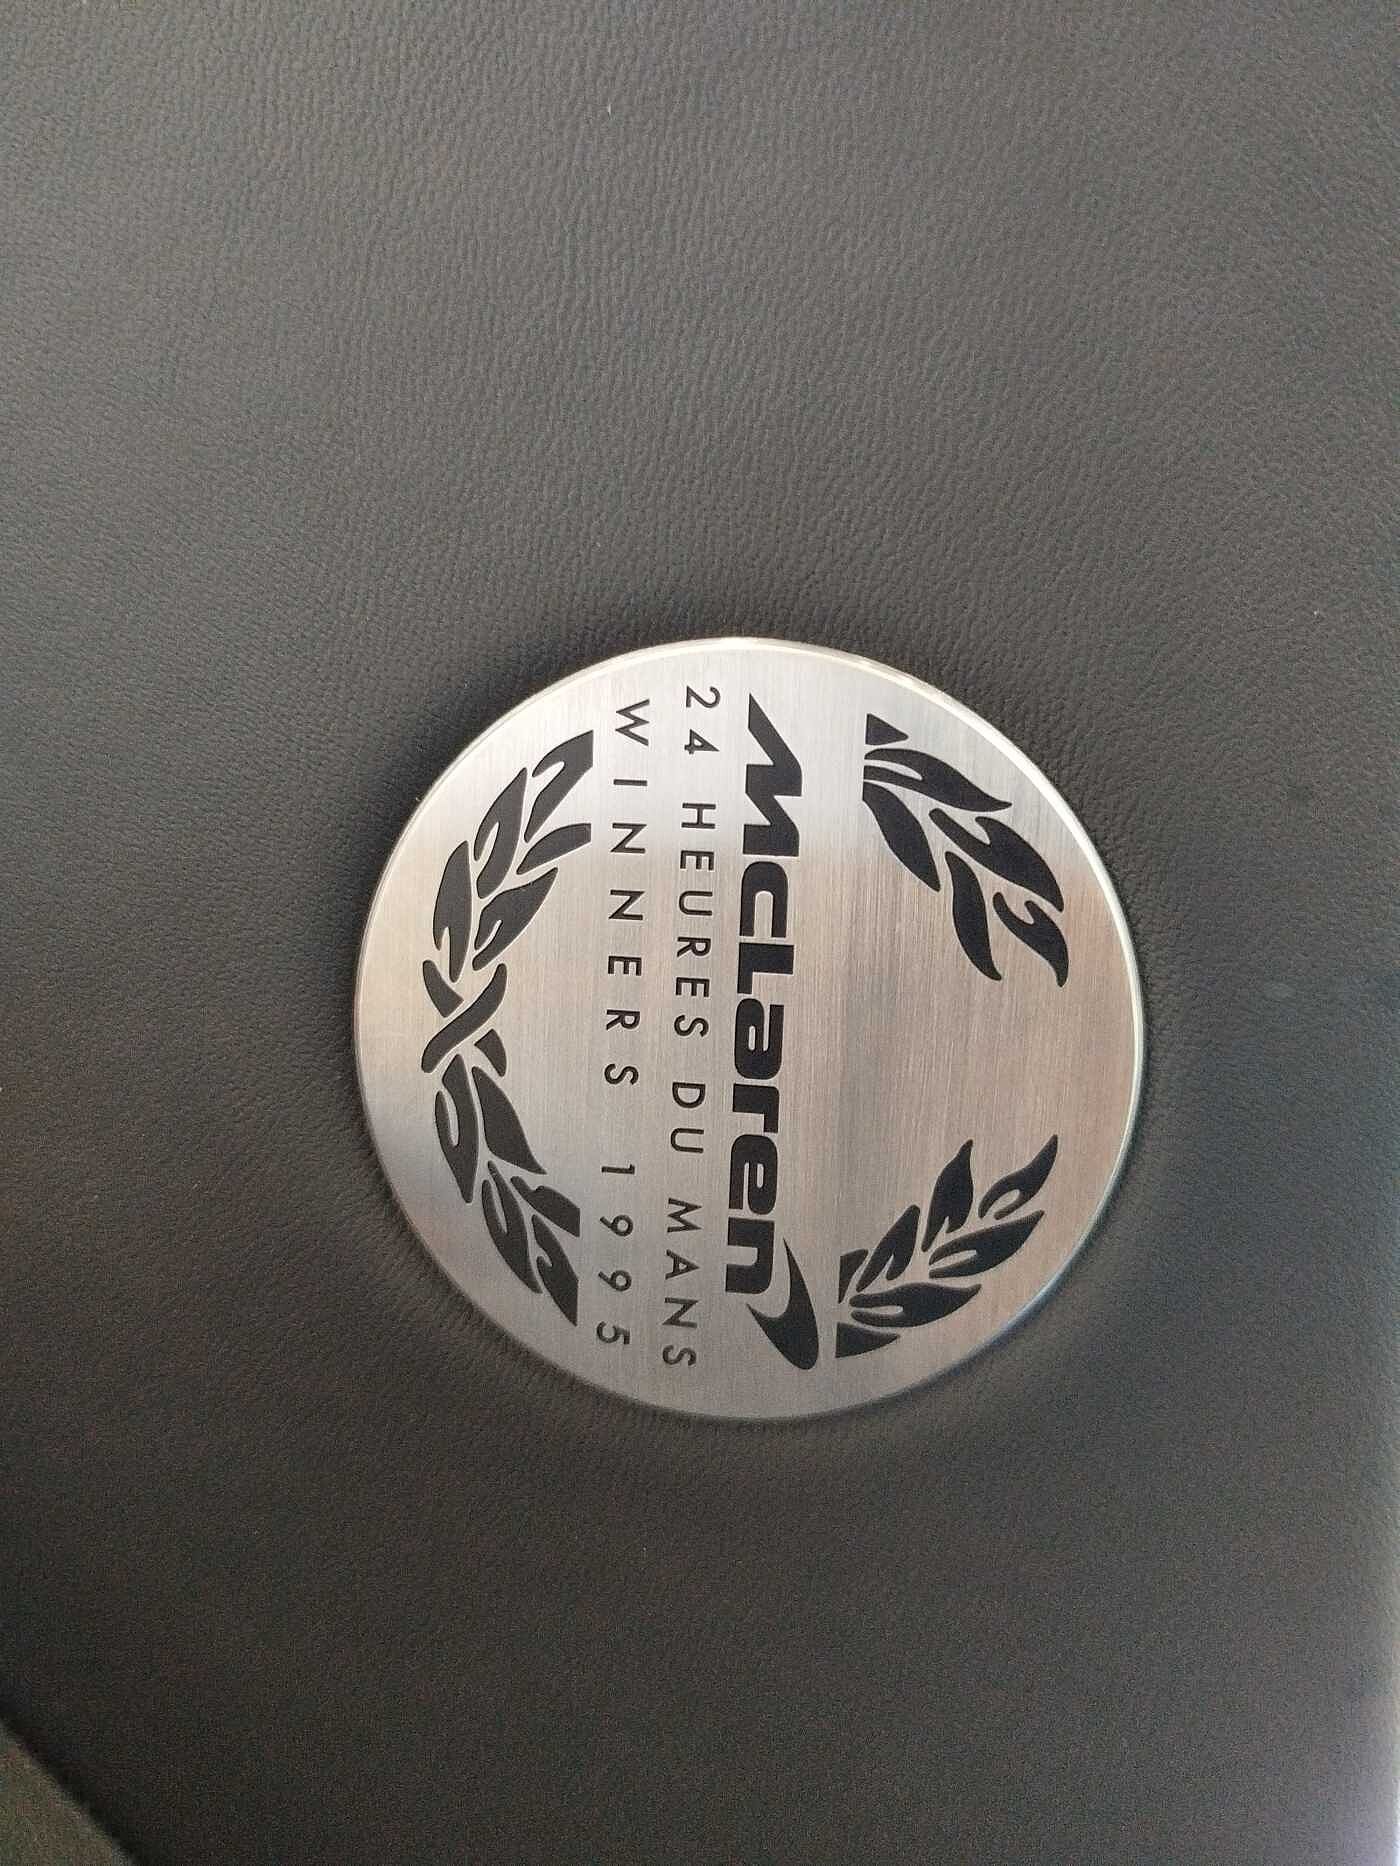 McLaren
24 HEURES DU MANS
WINNERS 1995